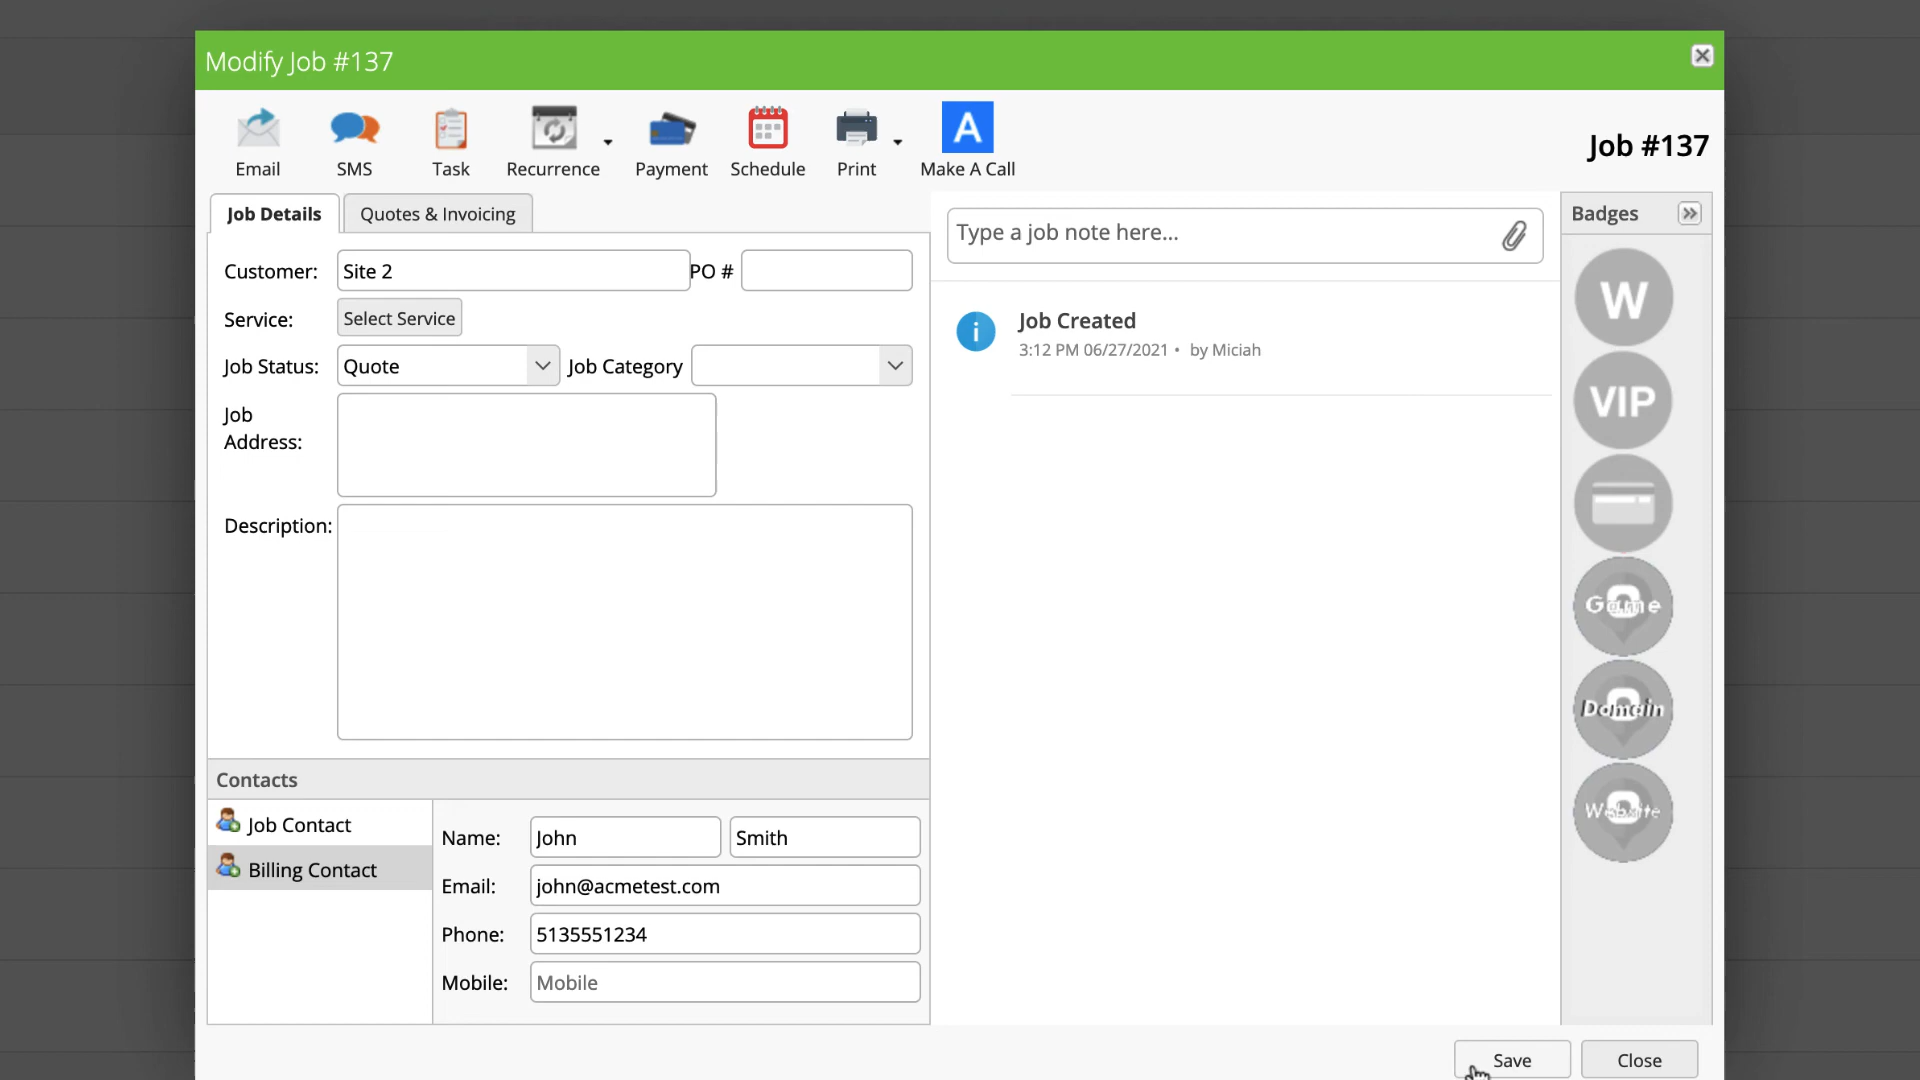 Modify Job #137
Email
SMS
Task
Recurrence
Payment
Schedule
Print
A
Make A Call
Job #137
Job Details
Quotes & Invoicing
Customer:
Site 2
PO #
Service:
Select Service
Job Status:
Quote
Job Category
Job
Address:
Description:
Contacts
Job Contact
Billing Contact
Name:
John
Smith
Email:
john@acmetest.com
Phone:
5135551234
Mobile:
Mobile
Type a job note here...
i
Job Created
3:12 PM 06/27/2021 • by Miciah
Badges
W
VIP
Game
Domain
Website
Save
Close